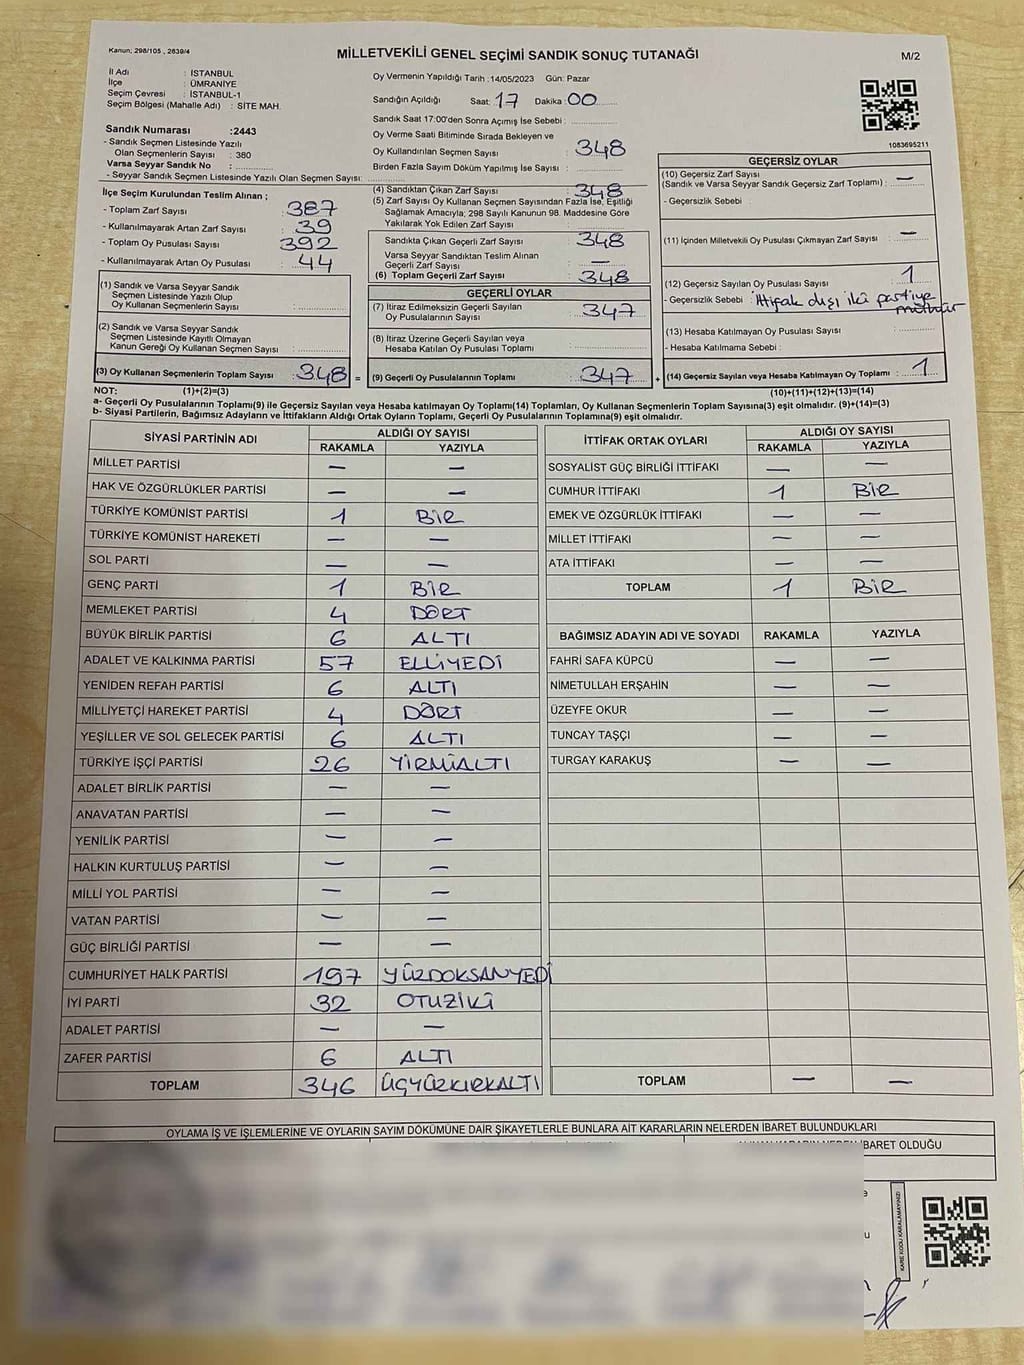 Kanun; 298/105 , 2839/4
MİLLETVEKİLİ GENEL SEÇİMİ SANDIK SONUÇ TUTANAĞI
M/2
İl Adı : İSTANBUL
İlçe : ÜMRANİYE
Seçim Çevresi : İSTANBUL-1
Seçim Bölgesi (Mahalle Adı) : SİTE MAH.
Sandık Numarası :2443
- Sandık Seçmen Listesinde Yazılı
Olan Seçmenlerin Sayısı : 380
Varsa Seyyar Sandık No :
- Seyyar Sandık Seçmen Listesinde Yazılı Olan Seçmen Sayısı:
Oy Vermenin Yapıldığı Tarih :14/05/2023 Gün: Pazar
Sandığın Açıldığı Saat: 17 Dakika: 00
Sandık Saat 17:00'den Sonra Açımış İse Sebebi :
Oy Verme Saati Bitiminde Sırada Bekleyen ve
Oy Kullandırılan Seçmen Sayısı : 348
Birden Fazla Sayım Döküm Yapılmış İse Sayısı :
1083695211
İlçe Seçim Kurulundan Teslim Alınan ;
- Toplam Zarf Sayısı : 387
- Kullanılmayarak Artan Zarf Sayısı : 39
- Toplam Oy Pusulası Sayısı : 392
- Kullanılmayarak Artan Oy Pusulası : 44
(1) Sandık ve Varsa Seyyar Sandık
Seçmen Listesinde Yazılı Olup
Oy Kullanan Seçmenlerin Sayısı :
(2) Sandık ve Varsa Seyyar Sandık
Seçmen Listesinde Kayıtlı Olmayan
Kanun Gereği Oy Kullanan Seçmen Sayısı :
(3) Oy Kullanan Seçmenlerin Toplam Sayısı : 348 =
(4) Sandıktan Çıkan Zarf Sayısı : 348
(5) Zarf Sayısı Oy Kullanan Seçmen Sayısından Fazla İse, Eşitliği
Sağlamak Amacıyla; 298 Sayılı Kanunun 98. Maddesine Göre
Yakılarak Yok Edilen Zarf Sayısı :
Sandıkta Çıkan Geçerli Zarf Sayısı : 348
Varsa Seyyar Sandıktan Teslim Alınan
Geçerli Zarf Sayısı : —
(6) Toplam Geçerli Zarf Sayısı : 348
GEÇERLİ OYLAR
(7) İtiraz Edilmeksizin Geçerli Sayılan
Oy Pusulalarının Sayısı : 347
(8) İtiraz Üzerine Geçerli Sayılan veya
Hesaba Katılan Oy Pusulası Toplamı :
(9) Geçerli Oy Pusulalarının Toplamı : 347 +
GEÇERSİZ OYLAR
(10) Geçersiz Zarf Sayısı
(Sandık ve Varsa Seyyar Sandık Geçersiz Zarf Toplamı) : —
- Geçersizlik Sebebi :
(11) İçinden Milletvekili Oy Pusulası Çıkmayan Zarf Sayısı : —
(12) Geçersiz Sayılan Oy Pusulası Sayısı : 1
- Geçersizlik Sebebi : İttifak dışı iki partiye
mühür
(13) Hesaba Katılmayan Oy Pusulası Sayısı :
- Hesaba Katılmama Sebebi :
(14) Geçersiz Sayılan veya Hesaba Katılmayan Oy Toplamı : 1
NOT: (1)+(2)=(3)
(10)+(11)+(12)+(13)=(14)
a- Geçerli Oy Pusulalarının Toplamı(9) ile Geçersiz Sayılan veya Hesaba katılmayan Oy Toplamı(14) Toplamları, Oy Kullanan Seçmenlerin Toplam Sayısına(3) eşit olmalıdır. (9)+(14)=(3)
b- Siyasi Partilerin, Bağımsız Adayların ve İttifakların Aldığı Ortak Oyların Toplamı, Geçerli Oy Pusulalarının Toplamına(9) eşit olmalıdır.
SİYASİ PARTİNİN ADI ALDIĞI OY SAYISI
RAKAMLA YAZIYLA
MİLLET PARTİSİ — —
HAK VE ÖZGÜRLÜKLER PARTİSİ — —
TÜRKİYE KOMÜNİST PARTİSİ 1 BİR
TÜRKİYE KOMÜNİST HAREKETİ — —
SOL PARTİ — —
GENÇ PARTİ 1 BİR
MEMLEKET PARTİSİ 4 DÖRT
BÜYÜK BİRLİK PARTİSİ 6 ALTI
ADALET VE KALKINMA PARTİSİ 57 ELLİYEDİ
YENİDEN REFAH PARTİSİ 6 ALTI
MİLLİYETÇİ HAREKET PARTİSİ 4 DÖRT
YEŞİLLER VE SOL GELECEK PARTİSİ 6 ALTI
TÜRKİYE İŞÇİ PARTİSİ 26 YİRMİALTI
ADALET BİRLİK PARTİSİ — —
ANAVATAN PARTİSİ — —
YENİLİK PARTİSİ — —
HALKIN KURTULUŞ PARTİSİ — —
MİLLİ YOL PARTİSİ — —
VATAN PARTİSİ — —
GÜÇ BİRLİĞİ PARTİSİ — —
CUMHURİYET HALK PARTİSİ 197 YÜZDOKSANYEDİ
İYİ PARTİ 32 OTUZİKİ
ADALET PARTİSİ — —
ZAFER PARTİSİ 6 ALTI
TOPLAM 346 ÜÇYÜZKIRKALTI
İTTİFAK ORTAK OYLARI ALDIĞI OY SAYISI
RAKAMLA YAZIYLA
SOSYALİST GÜÇ BİRLİĞİ İTTİFAKI — —
CUMHUR İTTİFAKI 1 BİR
EMEK VE ÖZGÜRLÜK İTTİFAKI — —
MİLLET İTTİFAKI — —
ATA İTTİFAKI — —
TOPLAM 1 BİR
BAĞIMSIZ ADAYIN ADI VE SOYADI RAKAMLA YAZIYLA
FAHRİ SAFA KÜPCÜ — —
NİMETULLAH ERŞAHİN — —
ÜZEYFE OKUR — —
TUNCAY TAŞÇI — —
TURGAY KARAKUŞ — —
TOPLAM — —
OYLAMA İŞ VE İŞLEMLERİNE VE OYLARIN SAYIM DÖKÜMÜNE DAİR ŞİKAYETLERLE BUNLARA AİT KARARLARIN NELERDEN İBARET BULUNDUKLARI
BARET OLDUĞU
KARE KODU KARALAMAYINIZ!